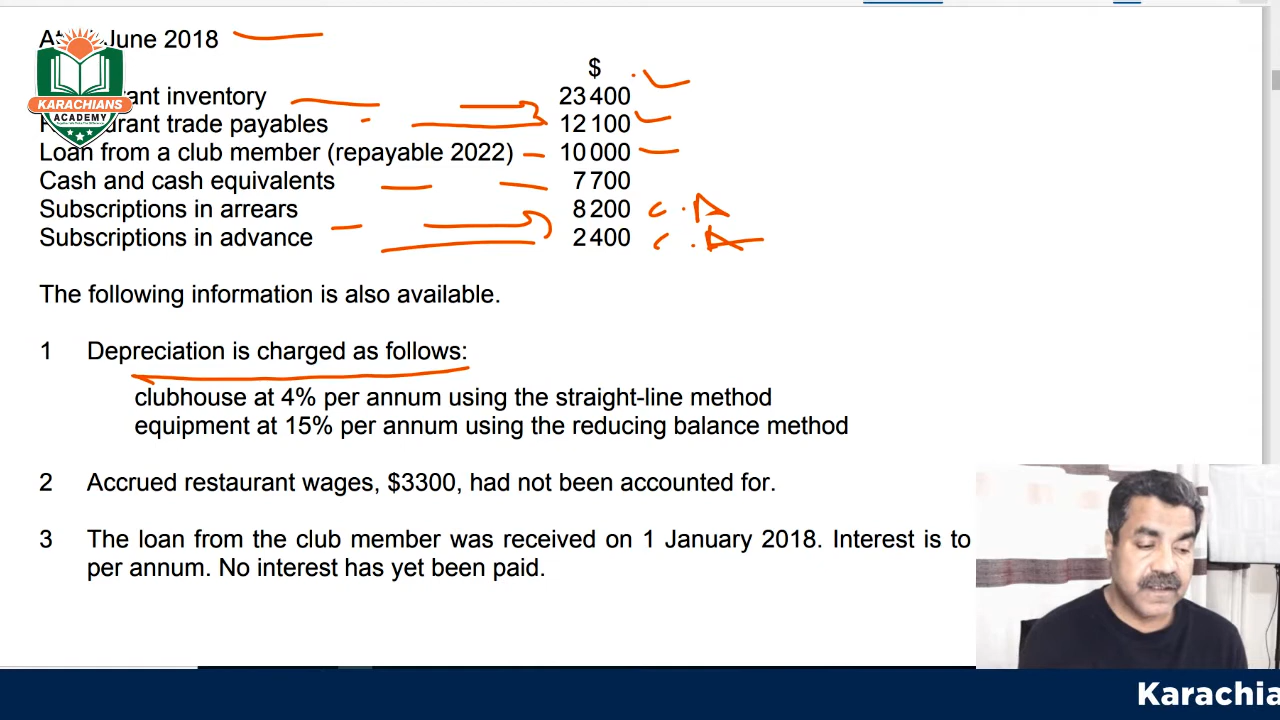 At June 2018
$
KARACHIANS
ACADEMY
rant inventory 23 400
urant trade payables 12 100
Loan from a club member (repayable 2022) 10 000
Cash and cash equivalents 7 700
Subscriptions in arrears 8 200 C.A
Subscriptions in advance 2 400
The following information is also available.
1 Depreciation is charged as follows:
clubhouse at 4% per annum using the straight-line method
equipment at 15% per annum using the reducing balance method
2 Accrued restaurant wages, $3300, had not been accounted for.
3 The loan from the club member was received on 1 January 2018. Interest is to
per annum. No interest has yet been paid.
Karachia